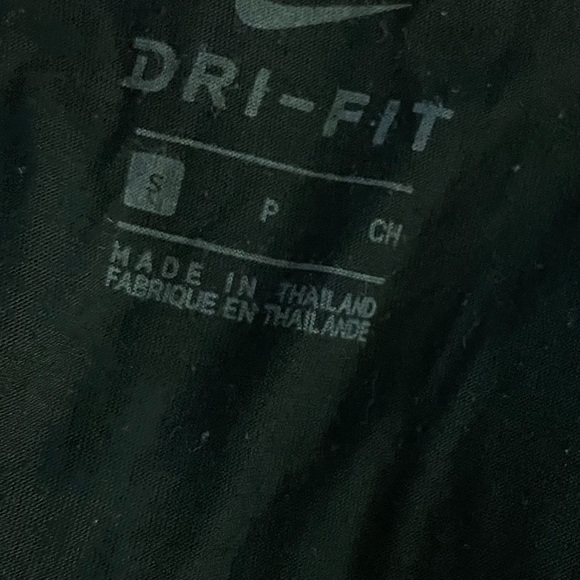 DRI-FIT
S P CH
MADE IN THAILAND
FABRIQUE EN THAILANDE